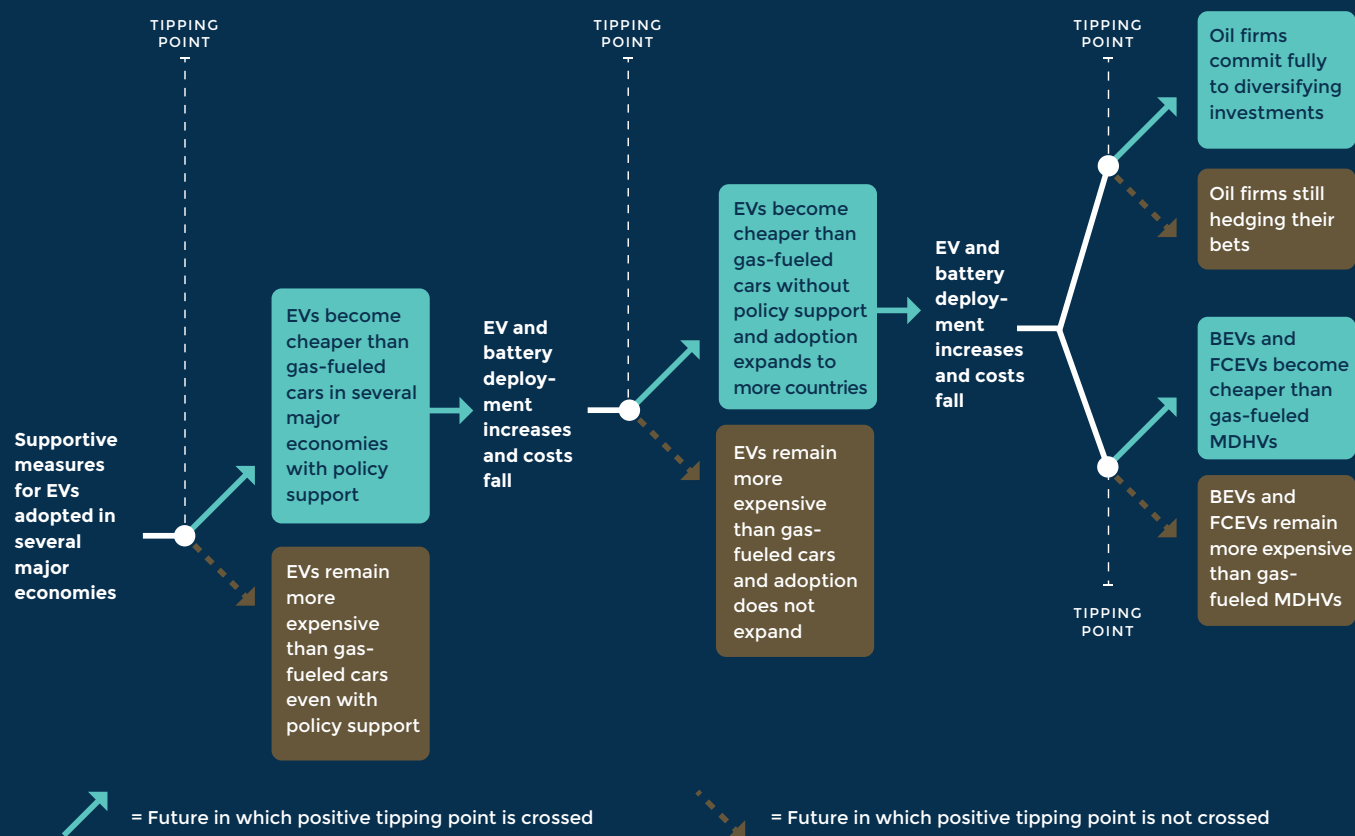 TIPPING
POINT
Supportive
measures
for EVs
adopted in
several
major
economies
EVs become
cheaper than
gas-fueled
cars in several
major
economies
with policy
support
EVs remain
more
expensive
than gas-
fueled cars
even with
policy support
EV and
battery
deploy-
ment
increases
and costs
fall
TIPPING
POINT
EVs become
cheaper than
gas-fueled
cars without
policy support
and adoption
expands to
more countries
EVs remain
more
expensive
than gas-
fueled cars
and adoption
does not
expand
EV and
battery
deploy-
ment
increases
and costs
fall
TIPPING
POINT
Oil firms
commit fully
to diversifying
investments
Oil firms still
hedging their
bets
BEVs and
FCEVs become
cheaper than
gas-fueled
MDHVs
BEVs and
FCEVs remain
more expensive
than gas-
fueled MDHVs
TIPPING
POINT
= Future in which positive tipping point is crossed
= Future in which positive tipping point is not crossed